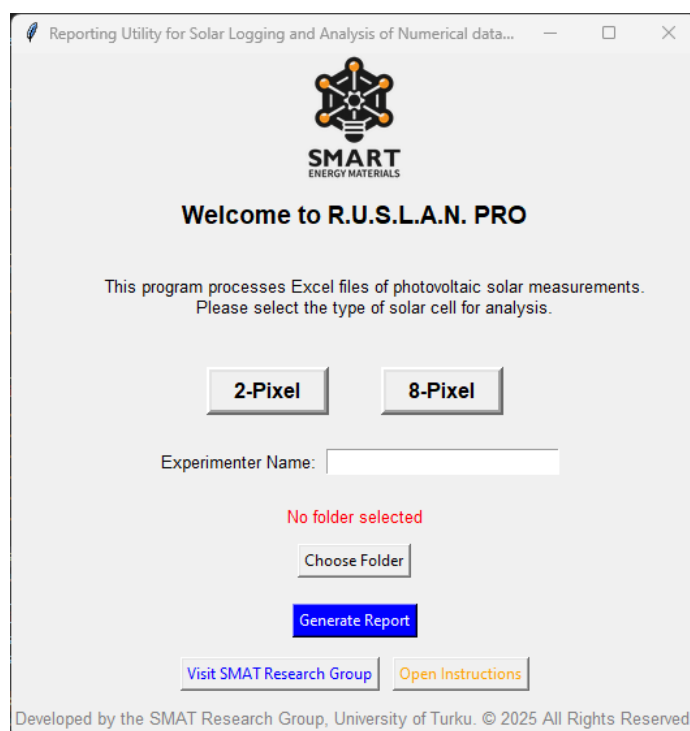 Reporting Utility for Solar Logging and Analysis of Numerical data...
SMART
ENERGY MATERIALS
Welcome to R.U.S.L.A.N. PRO
This program processes Excel files of photovoltaic solar measurements.
Please select the type of solar cell for analysis.
2-Pixel 8-Pixel
Experimenter Name:
No folder selected
Choose Folder
Generate Report
Visit SMAT Research Group Open Instructions
Developed by the SMAT Research Group, University of Turku. © 2025 All Rights Reserved